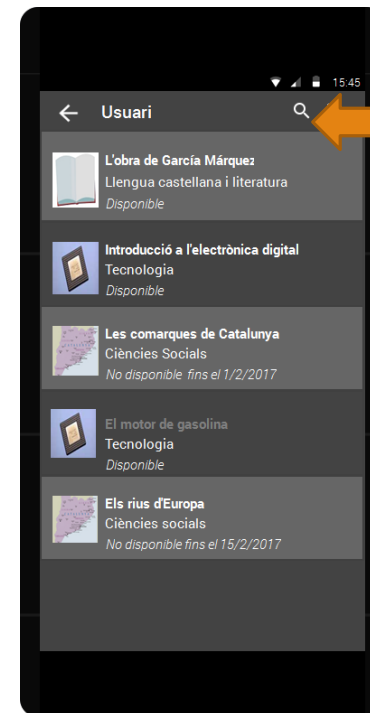 15:45
Usuari
L'obra de García Márquez
Llengua castellana i literatura
Disponible
Introducció a l'electrònica digital
Tecnologia
Disponible
Les comarques de Catalunya
Ciències Socials
No disponible fins el 1/2/2017
El motor de gasolina
Tecnologia
Disponible
Els rius d'Europa
Ciències socials
No disponible fins el 15/2/2017